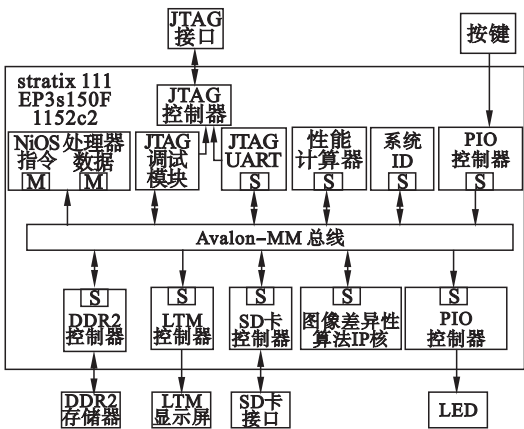 JTAG
接口
按键
stratix 111
EP3s150F
1152c2
JTAG
控制器
NiOS 处理器
指令 数据
M M
JTAG
调试
模块
JTAG
UART
S
性能
计算器
S
系统
ID
S
PIO
控制器
S
Avalon-MM 总线
S
DDR2
控制器
S
LTM
控制器
S
SD卡
控制器
S
图像差异性
算法IP核
S
PIO
控制器
DDR2
存储器
LTM
显示屏
SD卡
接口
LED